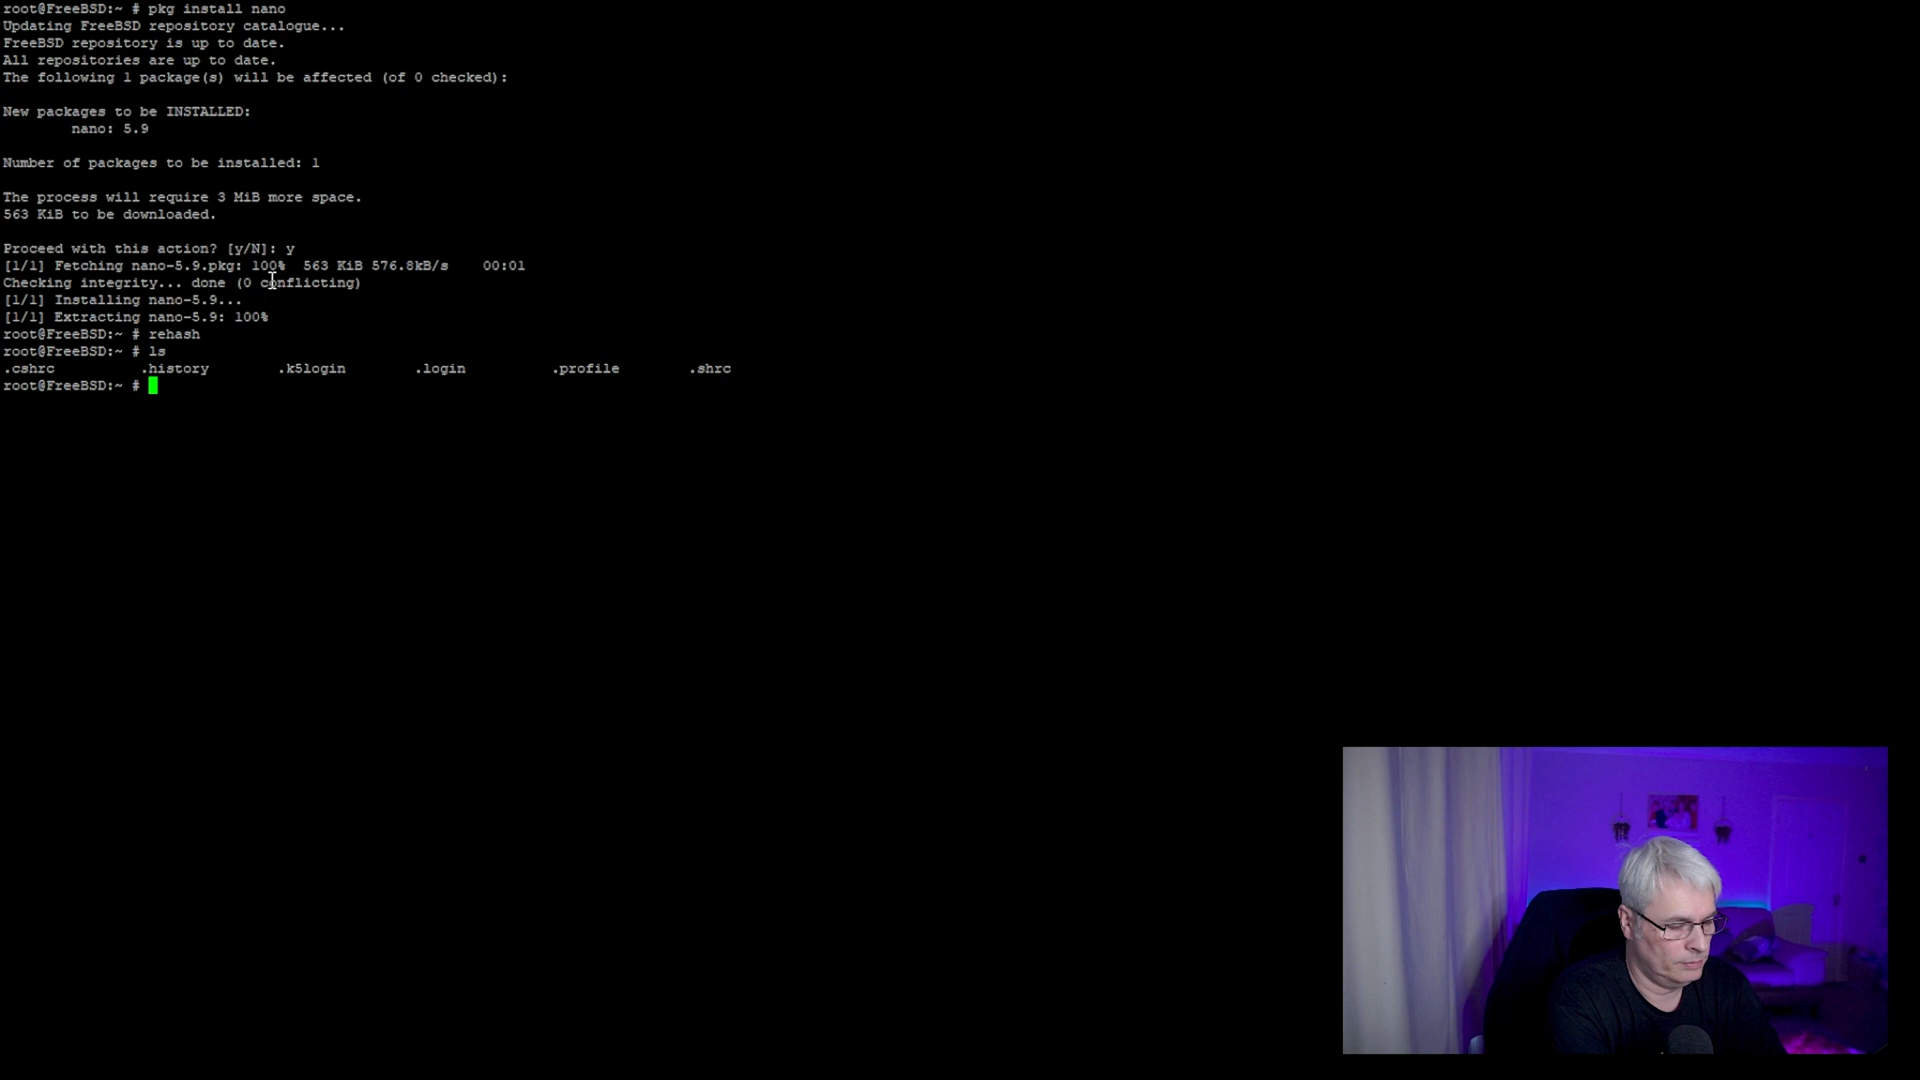 root@FreeBSD:~ # pkg install nano
Updating FreeBSD repository catalogue...
FreeBSD repository is up to date.
All repositories are up to date.
The following 1 package(s) will be affected (of 0 checked):
New packages to be INSTALLED:
nano: 5.9
Number of packages to be installed: 1
The process will require 3 MiB more space.
563 KiB to be downloaded.
Proceed with this action? [y/N]: y
[1/1] Fetching nano-5.9.pkg: 100%  563 KiB 576.8kB/s    00:01
Checking integrity... done (0 conflicting)
[1/1] Installing nano-5.9...
[1/1] Extracting nano-5.9: 100%
root@FreeBSD:~ # rehash
root@FreeBSD:~ # ls
.cshrc .history .k5login .login .profile .shrc
root@FreeBSD:~ #